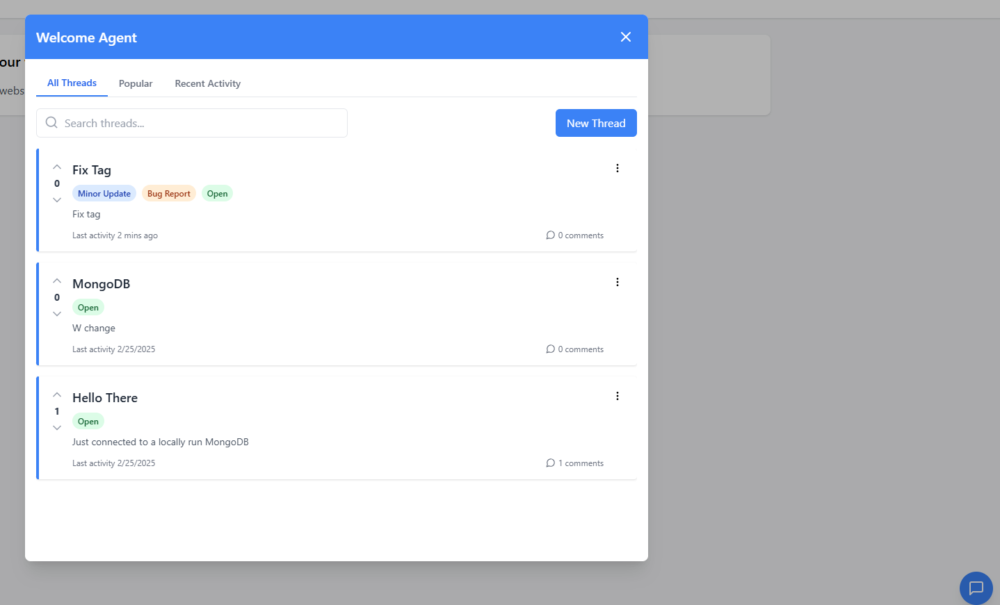 Welcome Agent
our
webs
All Threads Popular Recent Activity
Search threads...
New Thread
Fix Tag
0
Minor Update Bug Report Open
Fix tag
Last activity 2 mins ago
0 comments
MongoDB
0
Open
W change
Last activity 2/25/2025
0 comments
Hello There
1
Open
Just connected to a locally run MongoDB
Last activity 2/25/2025
1 comments